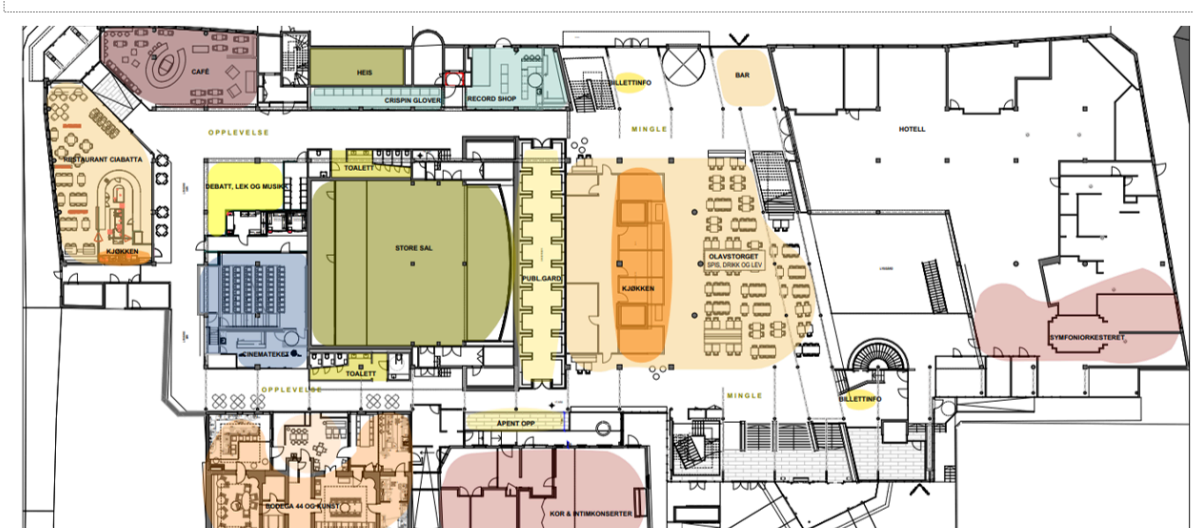 CAFÉ
HEIS
CRISPIN GLOVER
RECORD SHOP
BILLETTINFO
BAR
OPPLEVELSE
MINGLE
HOTELL
RESTAURANT CIABATTA
TOALETT
DEBATT, LEK OG MUSIKK
STORE SAL
PUBL.GARD.
OLAVSTORGET
SPIS, DRIKK OG LEV
KJØKKEN
KJØKKEN
SYMFONIORKESTERET
CINEMATEKET
TOALETT
OPPLEVELSE
MINGLE
BILLETTINFO
ÅPENT OPP
BODEGA 44 OG KUNST
KOR & INTIMKONSERTER